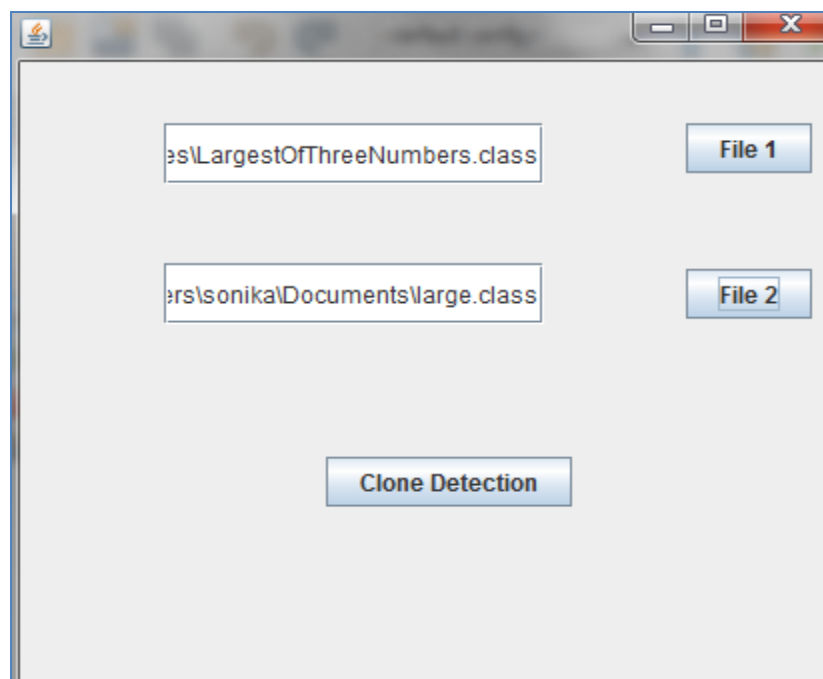 es\LargestOfThreeNumbers.class
File 1
ers\sonika\Documents\large.class
File 2
Clone Detection